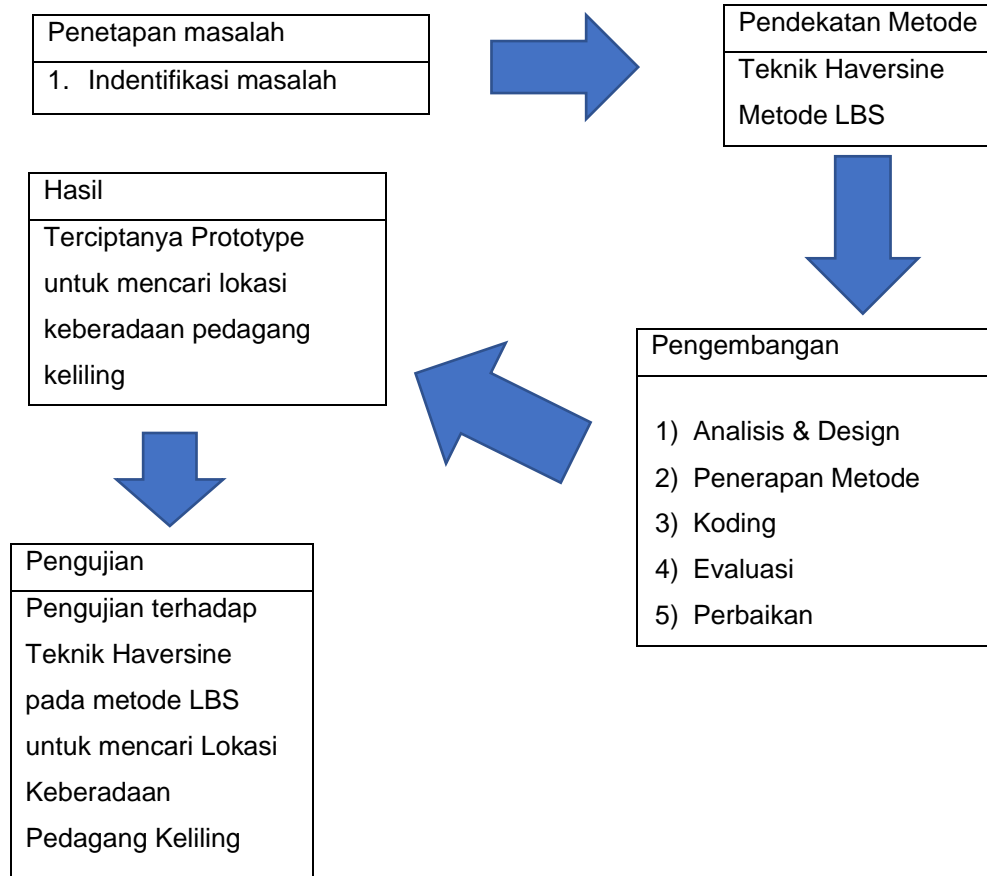 Penetapan masalah
1. Indentifikasi masalah
Pendekatan Metode
Teknik Haversine
Metode LBS
Pengembangan
1) Analisis & Design
2) Penerapan Metode
3) Koding
4) Evaluasi
5) Perbaikan
Hasil
Terciptanya Prototype
untuk mencari lokasi
keberadaan pedagang
keliling
Pengujian
Pengujian terhadap
Teknik Haversine
pada metode LBS
untuk mencari Lokasi
Keberadaan
Pedagang Keliling